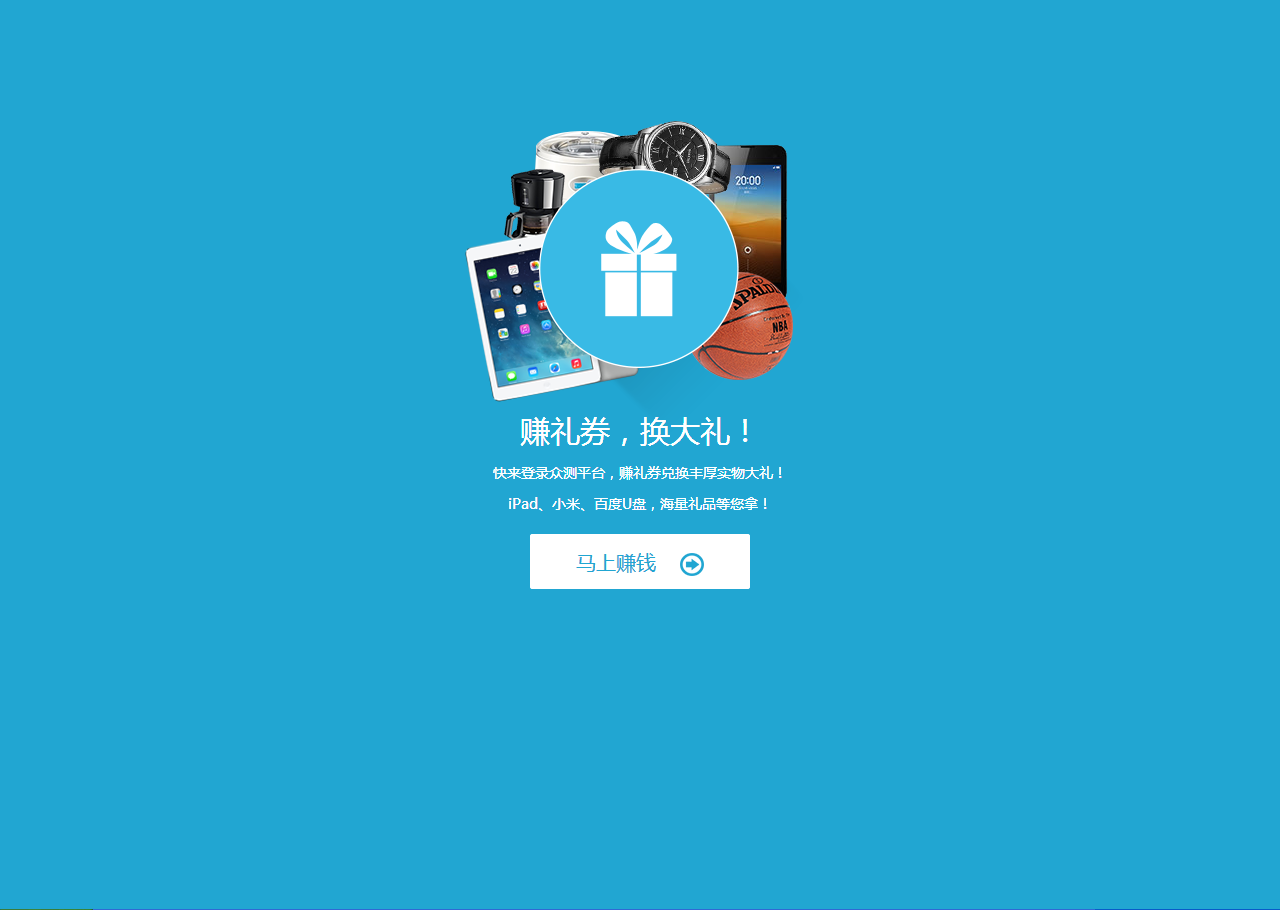 20:00
SPALDI
NBA
赚礼券，换大礼！
快来登录众测平台，赚礼券兑换丰厚实物大礼！
iPad、小米、百度U盘，海量礼品等您拿！
马上赚钱